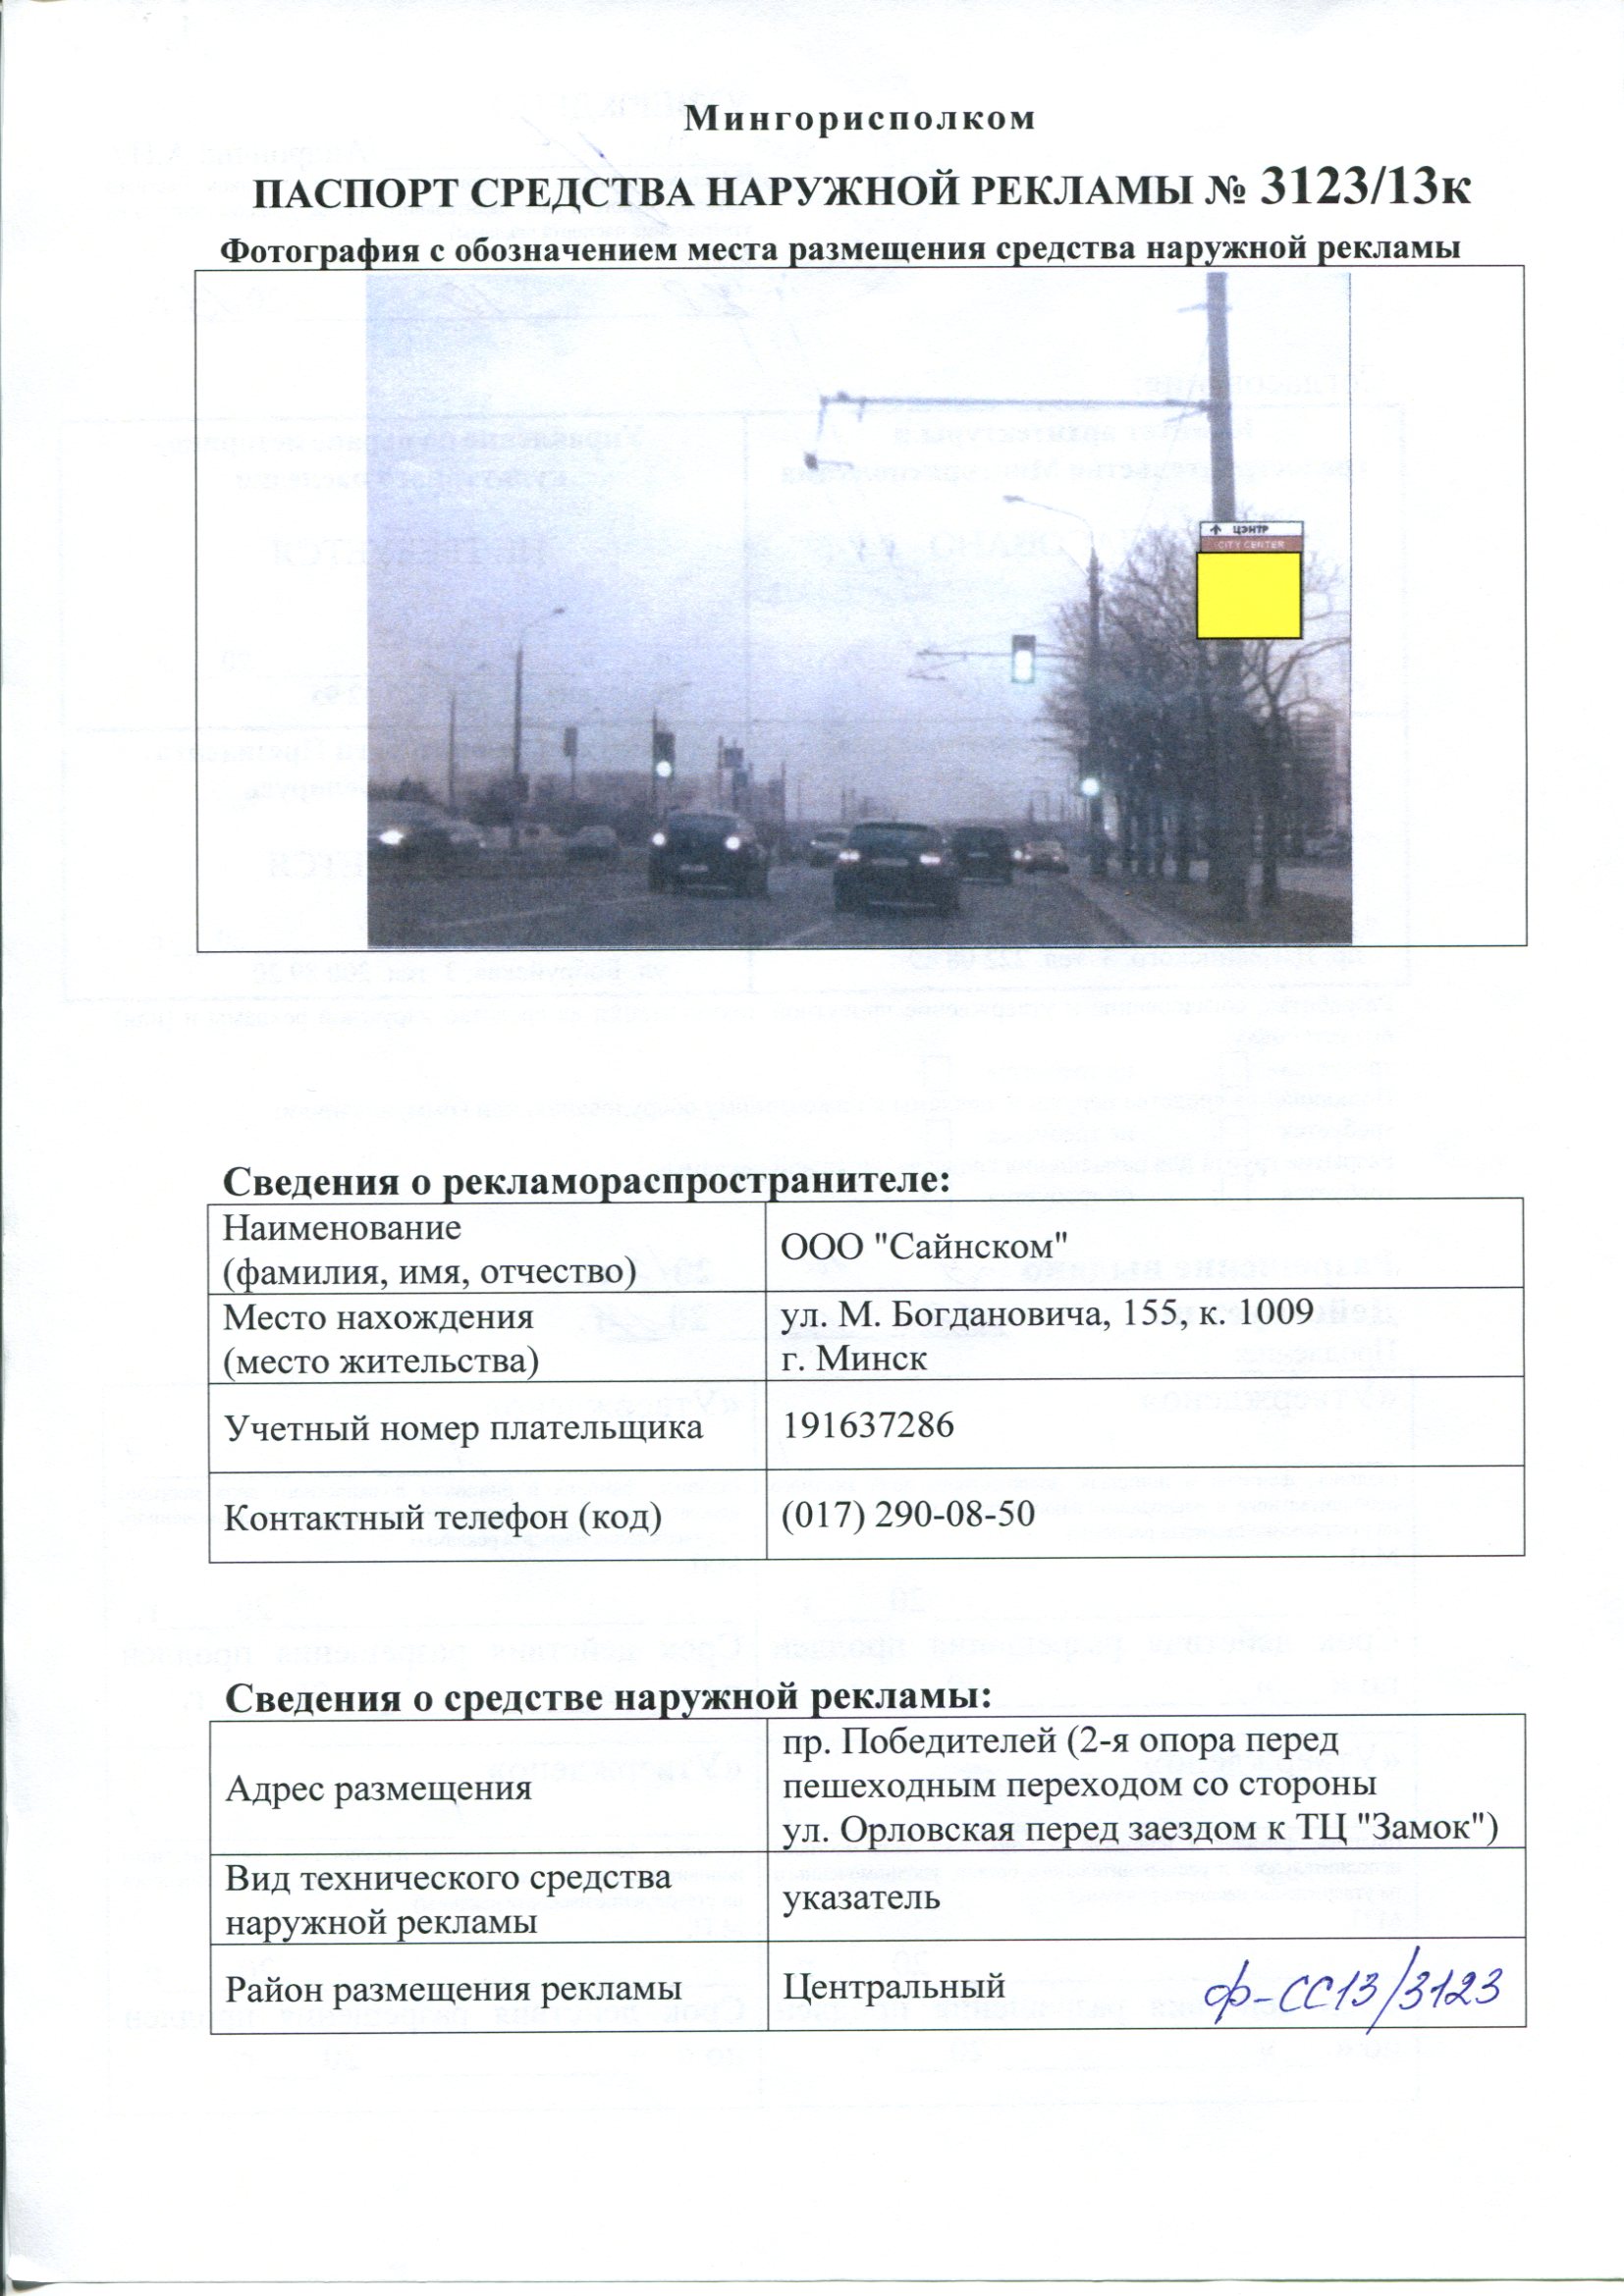 Мингорисполком
ПАСПОРТ СРЕДСТВА НАРУЖНОЙ РЕКЛАМЫ № 3123/13к
Фотография с обозначением места размещения средства наружной рекламы
ЦЭНТР
CITY CENTER
Сведения о рекламораспространителе:
Наименование
(фамилия, имя, отчество)
ООО "Сайнском"
Место нахождения
(место жительства)
ул. М. Богдановича, 155, к. 1009
г. Минск
Учетный номер плательщика
191637286
Контактный телефон (код)
(017) 290-08-50
Сведения о средстве наружной рекламы:
Адрес размещения
пр. Победителей (2-я опора перед
пешеходным переходом со стороны
ул. Орловская перед заездом к ТЦ "Замок")
Вид технического средства
наружной рекламы
указатель
Район размещения рекламы
Центральный
ф-СС13/3123